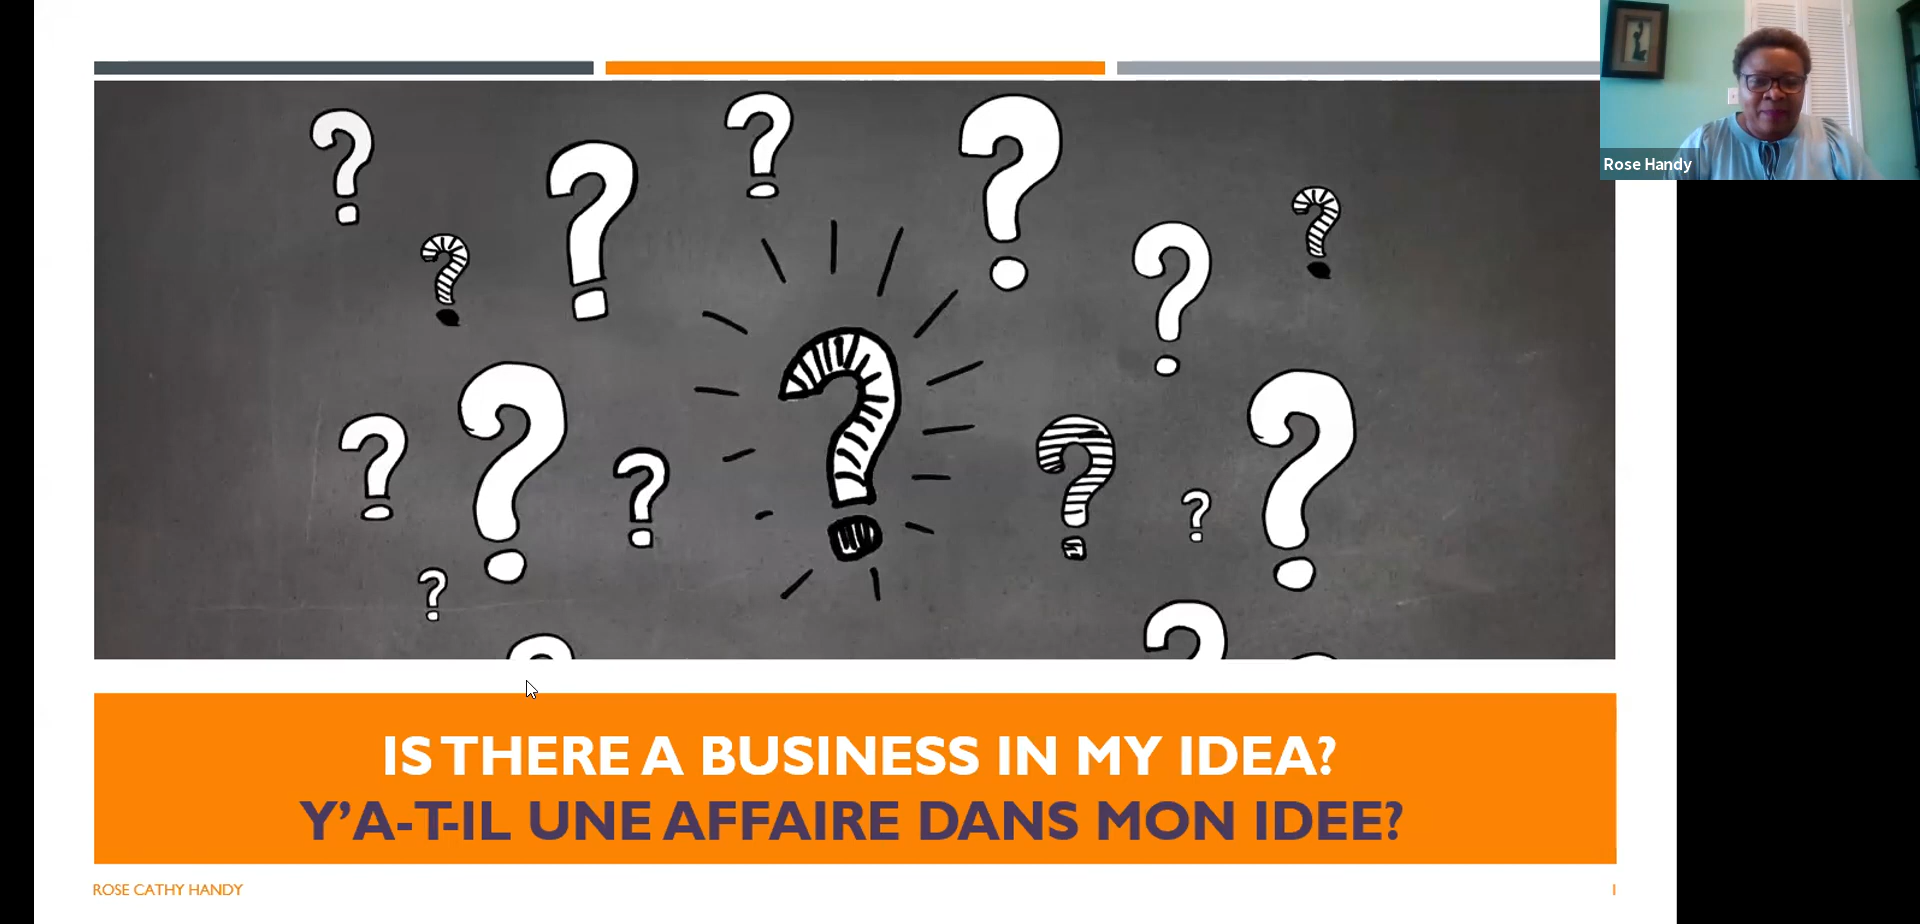 Rose Handy
IS THERE A BUSINESS IN MY IDEA?
Y'A-T-IL UNE AFFAIRE DANS MON IDEE?
ROSE CATHY HANDY
1